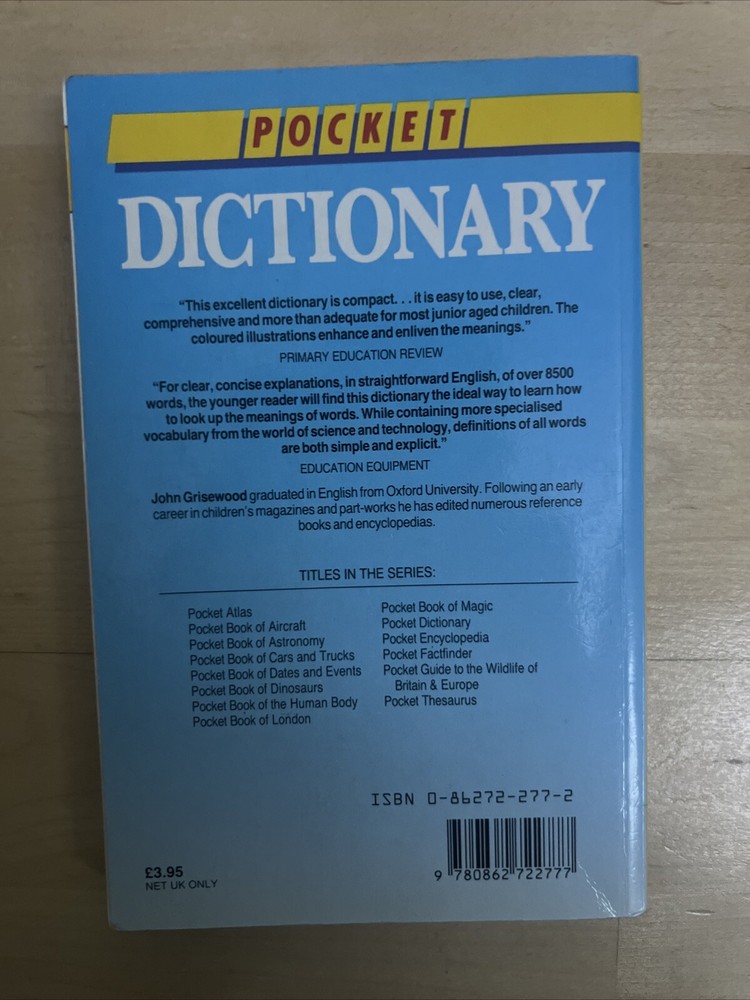 POCKET
DICTIONARY
“This excellent dictionary is compact. . . it is easy to use, clear,
comprehensive and more than adequate for most junior aged children. The
coloured illustrations enhance and enliven the meanings.”
PRIMARY EDUCATION REVIEW
“For clear, concise explanations, in straightforward English, of over 8500
words, the younger reader will find this dictionary the ideal way to learn how
to look up the meanings of words. While containing more specialised
vocabulary from the world of science and technology, definitions of all words
are both simple and explicit.”
EDUCATION EQUIPMENT
John Grisewood graduated in English from Oxford University. Following an early
career in children's magazines and part-works he has edited numerous reference
books and encyclopedias.
TITLES IN THE SERIES:
Pocket Atlas
Pocket Book of Aircraft
Pocket Book of Astronomy
Pocket Book of Cars and Trucks
Pocket Book of Dates and Events
Pocket Book of Dinosaurs
Pocket Book of the Human Body
Pocket Book of London
Pocket Book of Magic
Pocket Dictionary
Pocket Encyclopedia
Pocket Factfinder
Pocket Guide to the Wildlife of
Britain & Europe
Pocket Thesaurus
ISBN 0-86272-277-2
9 780862 722777
£3.95
NET UK ONLY